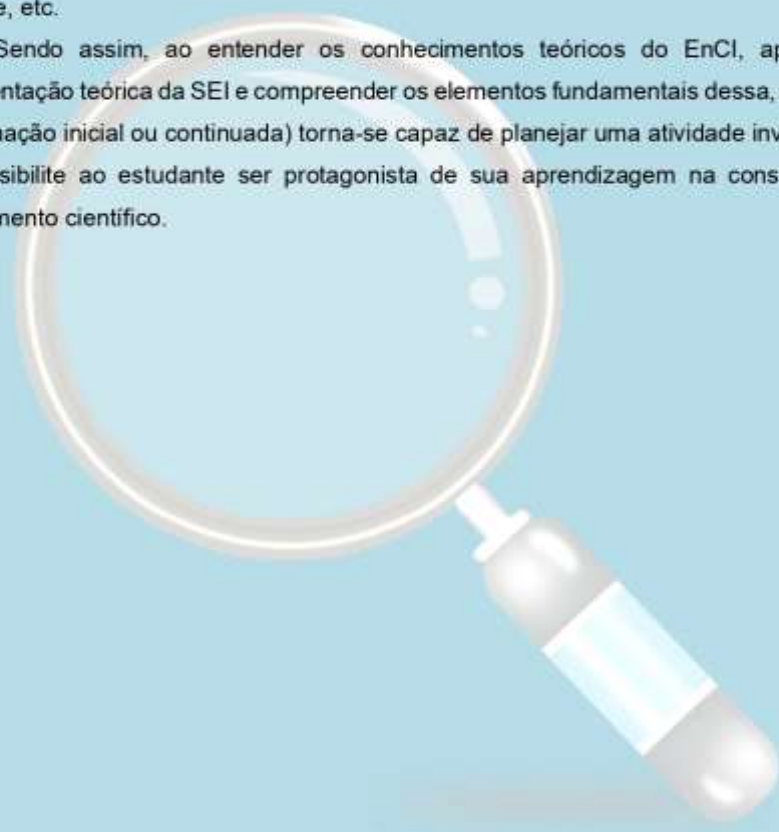 e, etc.
Sendo assim, ao entender os conhecimentos teóricos do EnCI, ap
entação teórica da SEI e compreender os elementos fundamentais dessa,
nação inicial ou continuada) torna-se capaz de planejar uma atividade inv
sibilite ao estudante ser protagonista de sua aprendizagem na cons
mento científico.